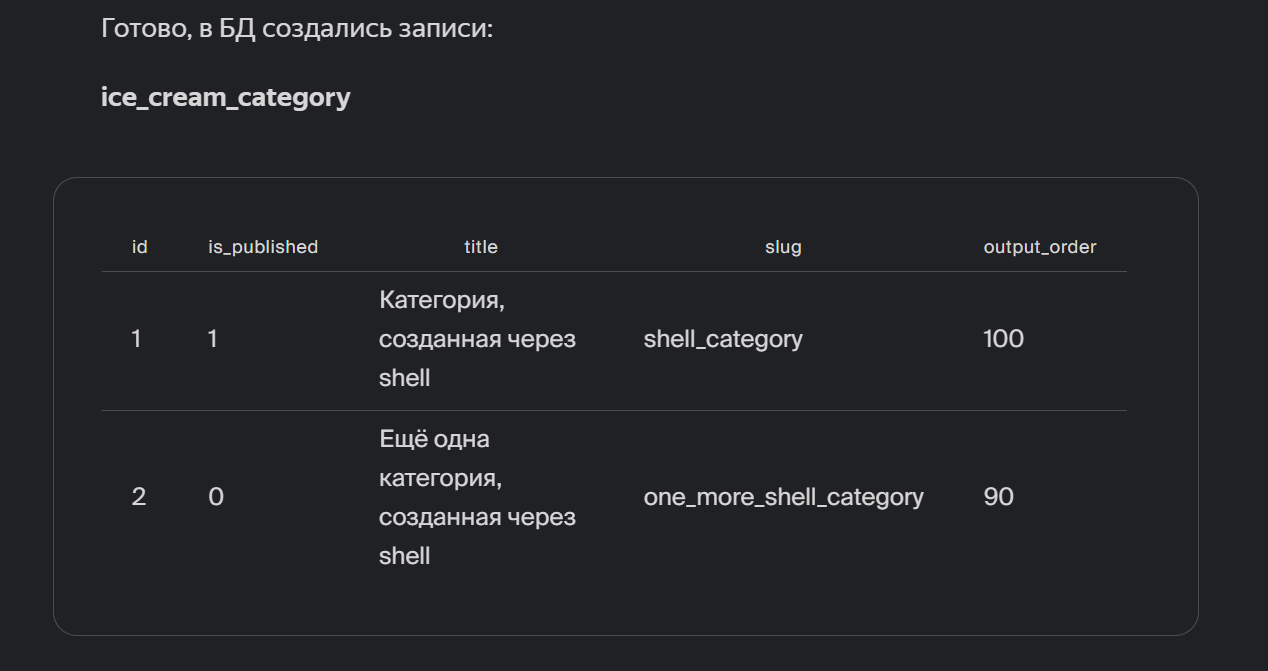 Готово, в БД создались записи:
ice_cream_category
id is_published title slug output_order
1 1 Категория, созданная через shell shell_category 100
2 0 Ещё одна категория, созданная через shell one_more_shell_category 90